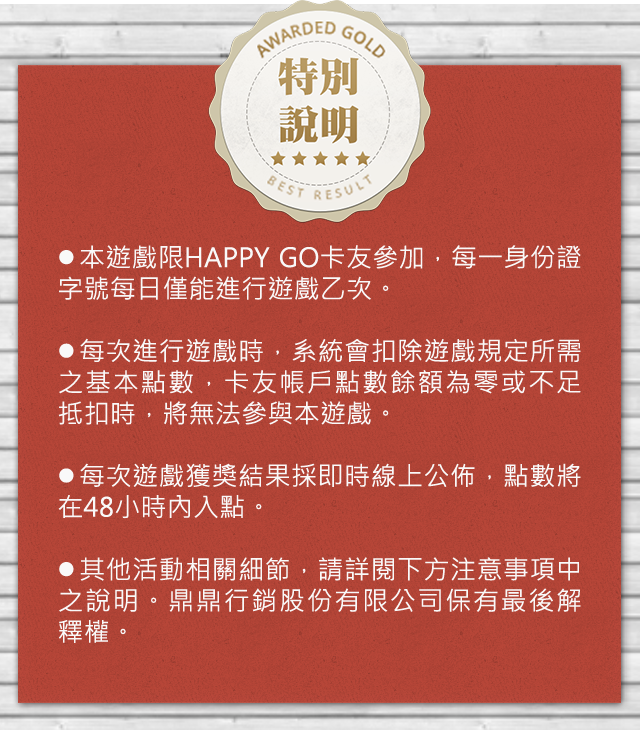 AWARDED GOLD
特別
說明
BEST RESULT
●本遊戲限HAPPY GO卡友參加，每一身份證
字號每日僅能進行遊戲乙次。
●每次進行遊戲時，系統會扣除遊戲規定所需
之基本點數，卡友帳戶點數餘額為零或不足
抵扣時，將無法參與本遊戲。
●每次遊戲獲獎結果採即時線上公佈，點數將
在48小時內入點。
●其他活動相關細節，請詳閱下方注意事項中
之說明。鼎鼎行銷股份有限公司保有最後解
釋權。